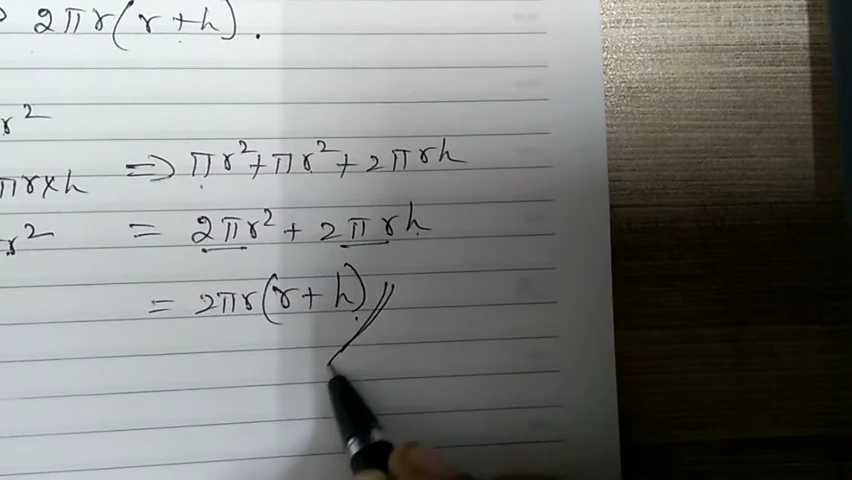 2πr(r+h).
r²
πr×h ⇒ πr²+πr²+2πrh
r² = 2πr²+2πrh
= 2πr(r+h)